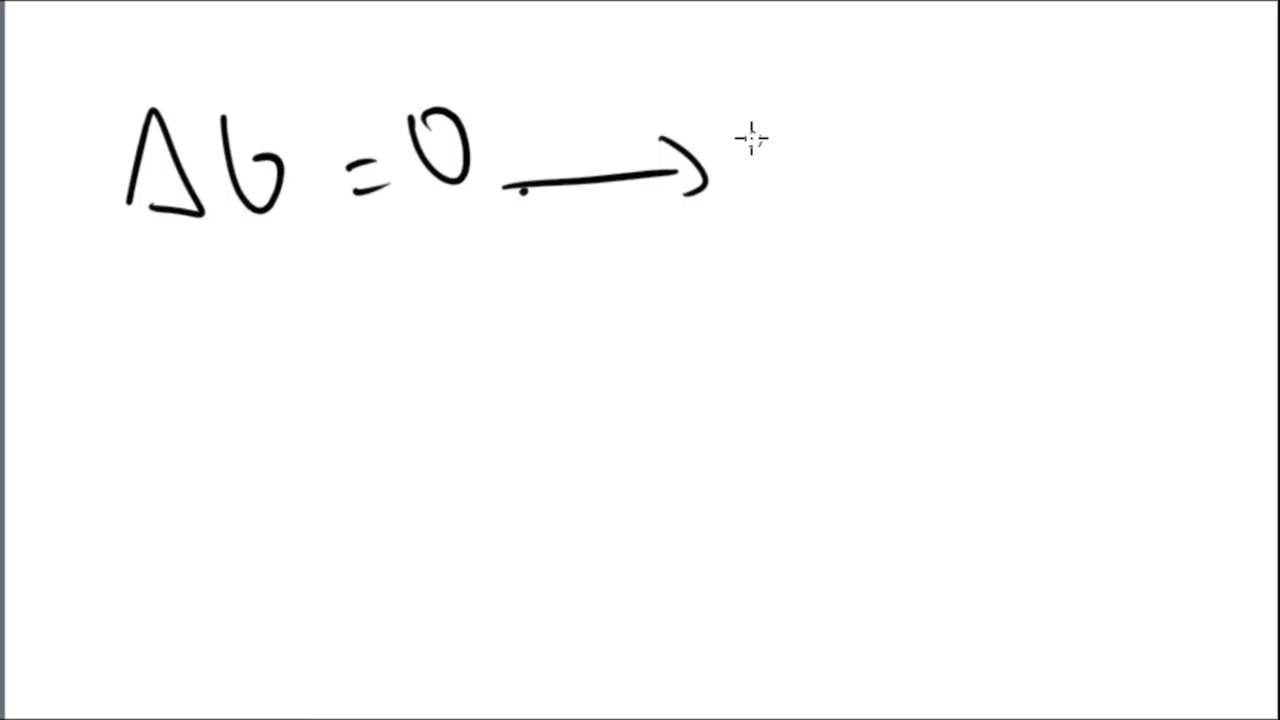 ΔG = 0 →